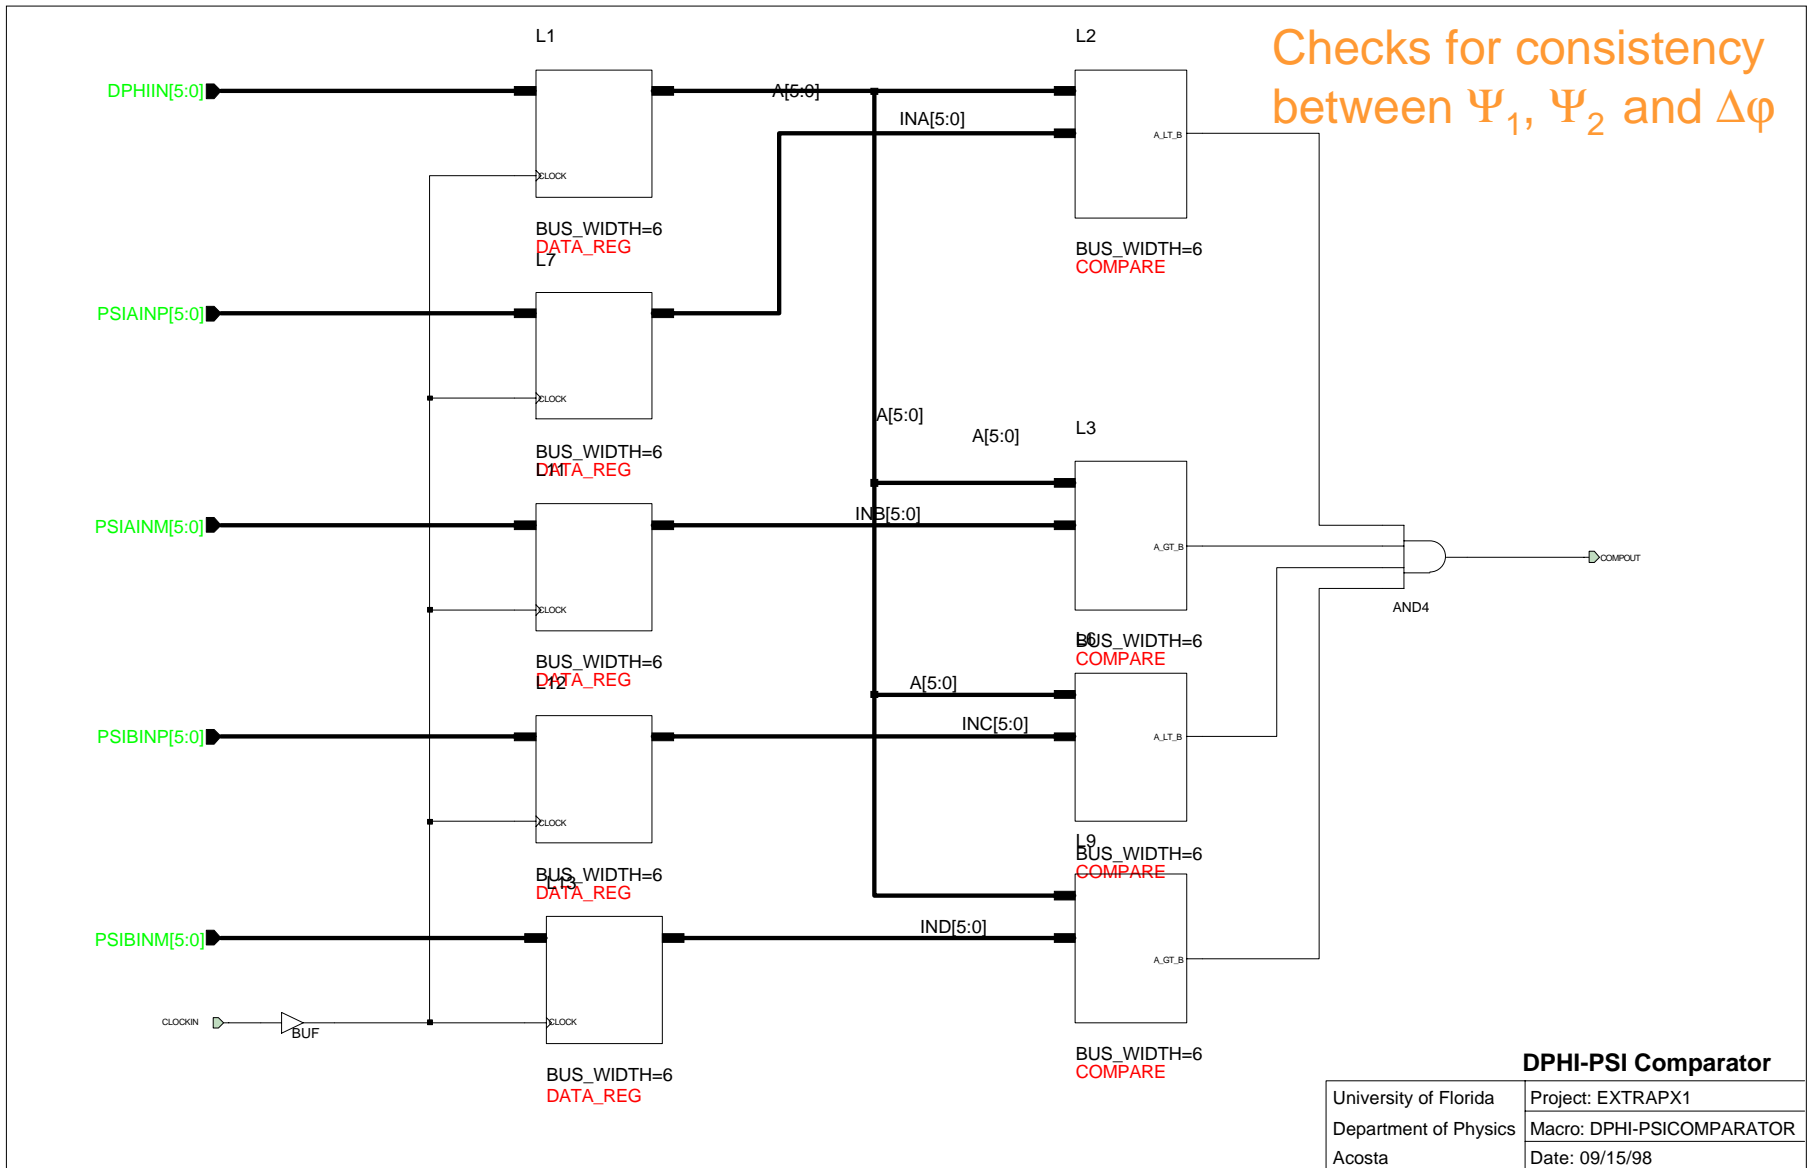 L1
L2
Checks for consistency
between Ψ1, Ψ2 and Δφ
DPHIIN[5:0]
A[5:0]
INA[5:0]
A_LT_B
CLOCK
BUS_WIDTH=6
DATA_REG
L7
BUS_WIDTH=6
COMPARE
PSIAINP[5:0]
CLOCK
A[5:0]
A[5:0]
L3
BUS_WIDTH=6
DATA_REG
L11
PSIAINM[5:0]
INB[5:0]
A_GT_B
COMPOUT
CLOCK
AND4
BUS_WIDTH=6
DATA_REG
L12
BUS_WIDTH=6
L6
COMPARE
A[5:0]
PSIBINP[5:0]
INC[5:0]
A_LT_B
CLOCK
L9
BUS_WIDTH=6
COMPARE
BUS_WIDTH=6
L13
DATA_REG
PSIBINM[5:0]
IND[5:0]
A_GT_B
CLOCKIN
BUF
CLOCK
BUS_WIDTH=6
DATA_REG
BUS_WIDTH=6
COMPARE
DPHI-PSI Comparator
University of Florida
Project: EXTRAPX1
Department of Physics
Macro: DPHI-PSICOMPARATOR
Acosta
Date: 09/15/98